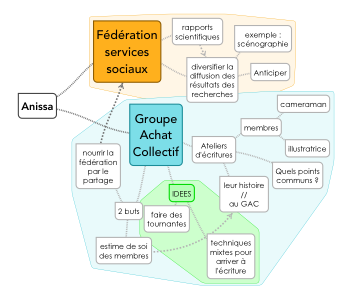 Fédération
services
sociaux
rapports
scientifiques
exemple :
scénographie
diversifier la
diffusion des
résultats des
recherches
Anticiper
Anissa
Groupe
Achat
Collectif
cameraman
membres
Ateliers
d'écritures
illustratrice
nourrir la
fédération
par le
partage
Quels points
communs ?
IDEES
leur histoire
//
au GAC
2 buts
faire des
tournantes
estime de soi
des membres
techniques
mixtes pour
arriver à
l'écriture